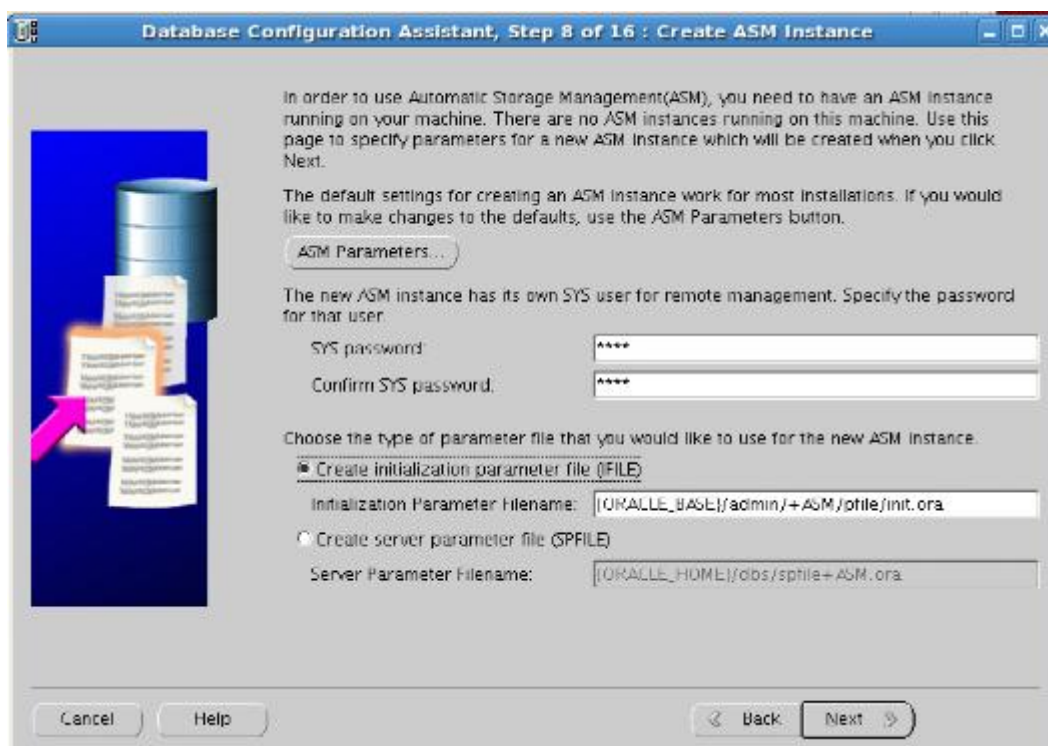 Database Configuration Assistant, Step 8 of 16 : Create ASM Instance
In order to use Automatic Storage Management(ASM), you need to have an ASM instance
running on your machine. There are no ASM instances running on this machine. Use this
page to specify parameters for a new ASM instance which will be created when you click
Next.
The default settings for creating an ASM instance work for most installations. If you would
like to make changes to the defaults, use the ASM Parameters button.
ASM Parameters...
The new ASM instance has its own SYS user for remote management. Specify the password
for that user.
SYS password: ****
Confirm SYS password: ****
Choose the type of parameter file that you would like to use for the new ASM instance.
Create initialization parameter file (IFILE)
Initialization Parameter Filename: {ORACLE_BASE}/admin/+ASM/pfile/init.ora
Create server parameter file (SPFILE)
Server Parameter Filename: {ORACLE_HOME}/dbs/spfile+ASM.ora
Cancel Help Back Next